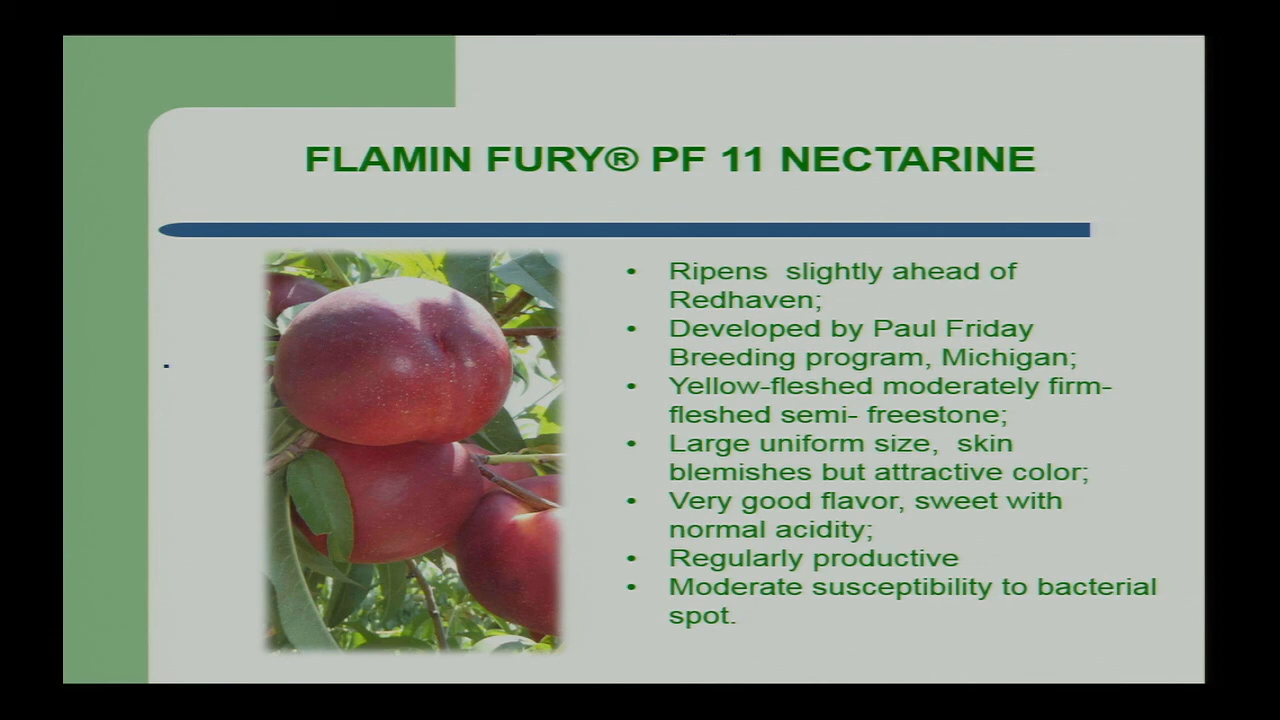 FLAMIN FURY® PF 11 NECTARINE
• Ripens slightly ahead of
Redhaven;
• Developed by Paul Friday
Breeding program, Michigan;
• Yellow-fleshed moderately firm-
fleshed semi- freestone;
• Large uniform size, skin
blemishes but attractive color;
• Very good flavor, sweet with
normal acidity;
• Regularly productive
• Moderate susceptibility to bacterial
spot.